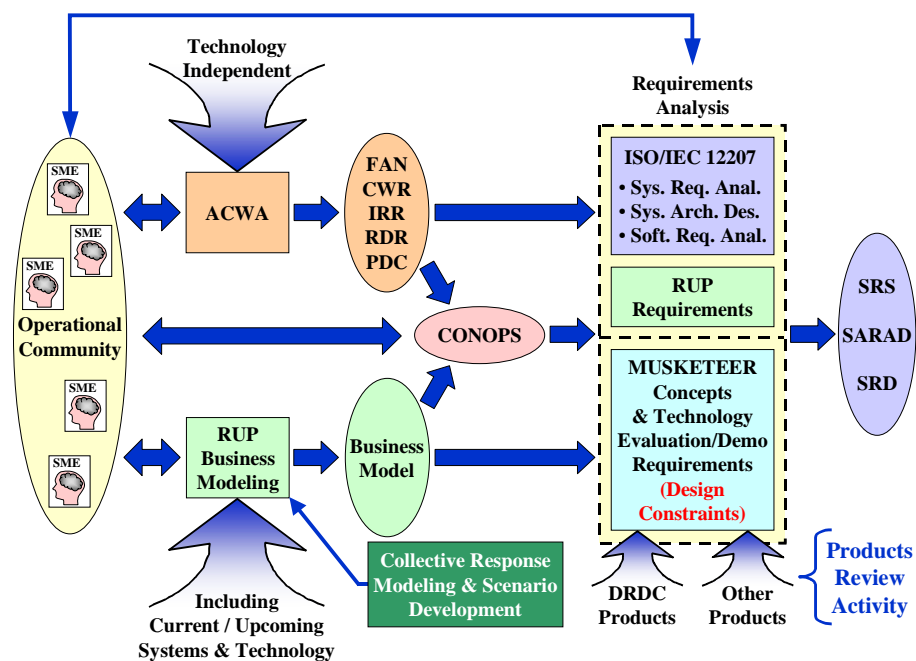 Technology
Independent
Requirements
Analysis
SME
SME
SME
Operational
Community
SME
SME
ACWA
FAN
CWR
IRR
RDR
PDC
CONOPS
RUP
Business
Modeling
Business
Model
Collective Response
Modeling & Scenario
Development
Including
Current / Upcoming
Systems & Technology
ISO/IEC 12207
• Sys. Req. Anal.
• Sys. Arch. Des.
• Soft. Req. Anal.
RUP
Requirements
MUSKETEER
Concepts
& Technology
Evaluation/Demo
Requirements
(Design
Constraints)
DRDC
Products
Other
Products
Products
Review
Activity
SRS
SARAD
SRD